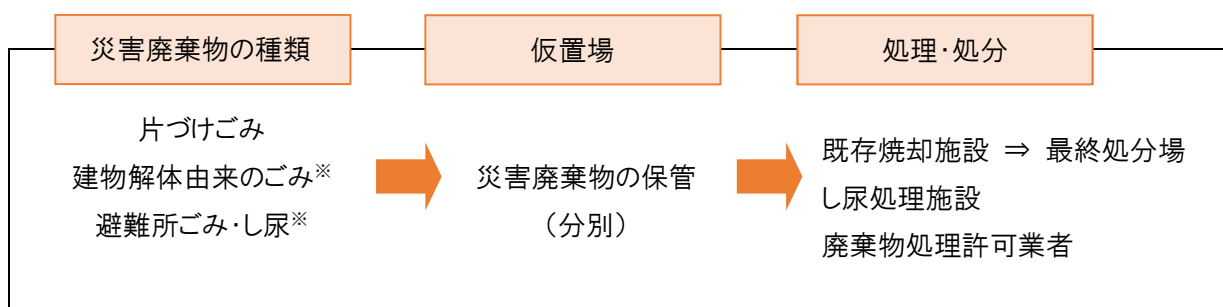 災害廃棄物の種類
仮置場
処理・処分
片づけごみ
建物解体由来のごみ※
避難所ごみ・し尿※
災害廃棄物の保管
（分別）
既存焼却施設 ⇒ 最終処分場
し尿処理施設
廃棄物処理許可業者